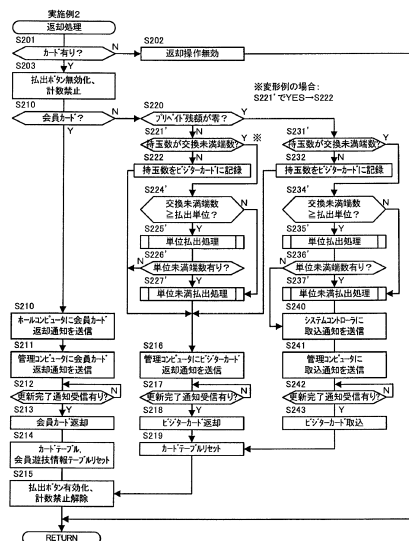 実施例2
返却処理
S201
カード有り?
N
S202
返却操作無効
Y
S203
払出ボタン無効化、
計数禁止
※変形例の場合:
S221'でYES→S222
S210
会員カード?
N
Y
S220
プリペイド残額が零?
Y
N
S221'
持玉数が交換未満端数?
Y
※
N
S222
持玉数をビジターカードに記録
S224'
交換未満端数
≧払出単位?
N
Y
S225'
単位払出処理
S226'
単位未満端数有り?
N
Y
S227'
単位未満払出処理
S231'
持玉数が交換未満端数?
Y
N
S232
持玉数をビジターカードに記録
S234'
交換未満端数
≧払出単位?
N
Y
S235'
単位払出処理
S236'
単位未満端数有り?
N
Y
S237'
単位未満払出処理
S210
ホールコンピュータに会員カード
返却通知を送信
S211
管理コンピュータに会員カード
返却通知を送信
S212
更新完了通知受信有り?
N
Y
S213
会員カード返却
S214
カードテーブル、
会員遊技情報テーブルリセット
S215
払出ボタン有効化、
計数禁止解除
S216
管理コンピュータにビジターカード
返却通知を送信
S217
更新完了通知受信有り?
N
Y
S218
ビジターカード返却
S219
カードテーブルリセット
S240
システムコントローラに
取込通知を送信
S241
管理コンピュータに
取込通知を送信
S242
更新完了通知受信有り?
N
Y
S243
ビジターカード取込
RETURN